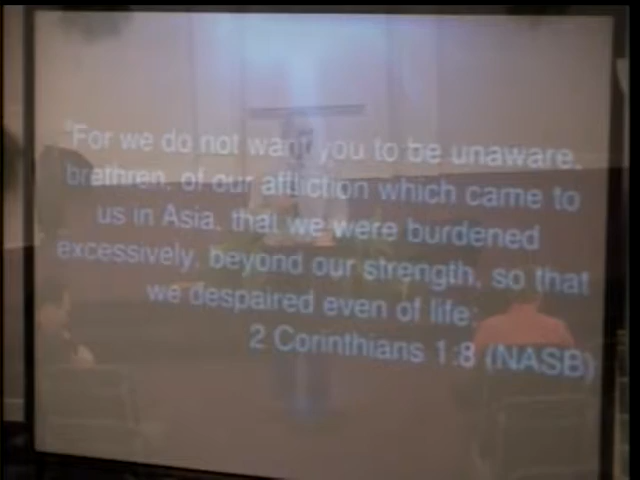 "For we do not want you to be unaware,
brethren, of our affliction which came to
us in Asia, that we were burdened
excessively, beyond our strength, so that
we despaired even of life;
2 Corinthians 1:8 (NASB)